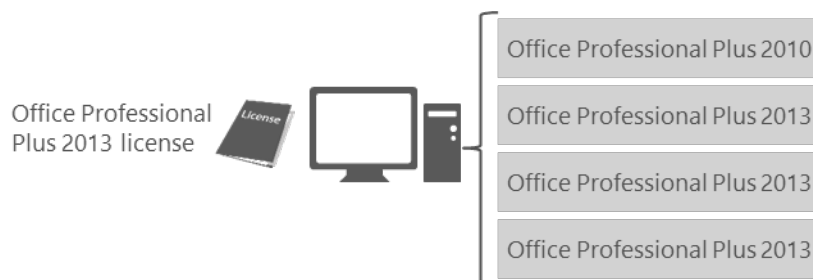 Office Professional
Plus 2013 license
License
Office Professional Plus 2010
Office Professional Plus 2013
Office Professional Plus 2013
Office Professional Plus 2013